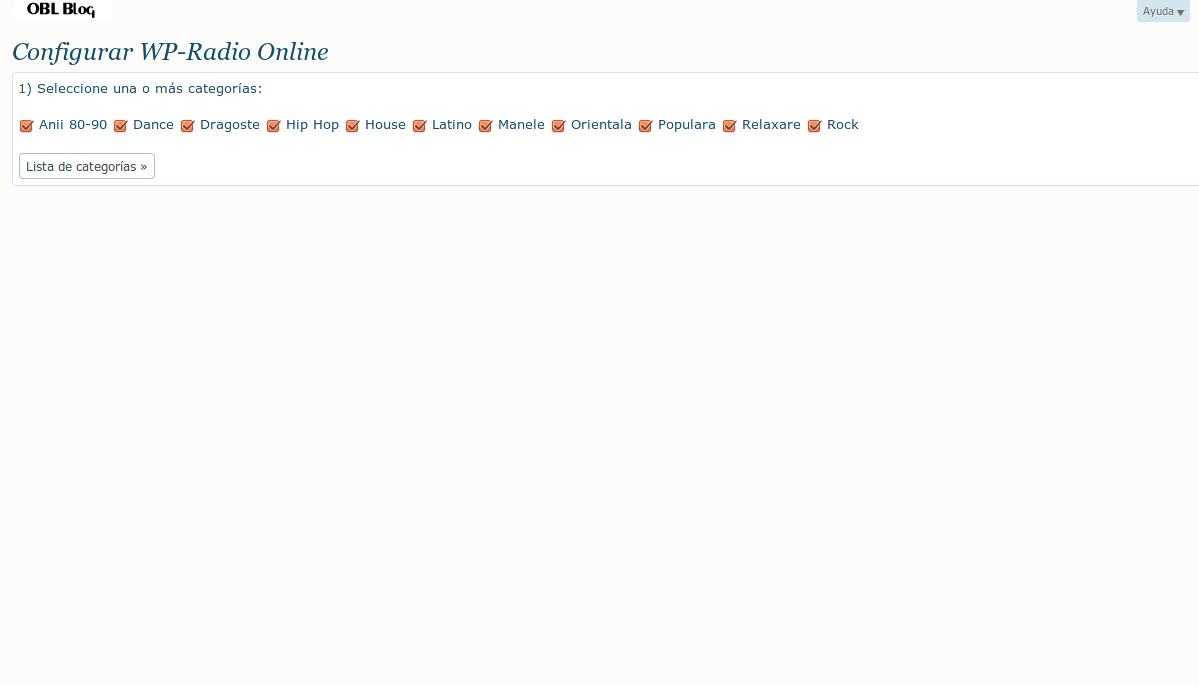 OBL Blog
Ayuda ▼
Configurar WP-Radio Online
1) Seleccione una o más categorías:
Anii 80-90 Dance Dragoste Hip Hop House Latino Manele Orientala Populara Relaxare Rock
Lista de categorías »